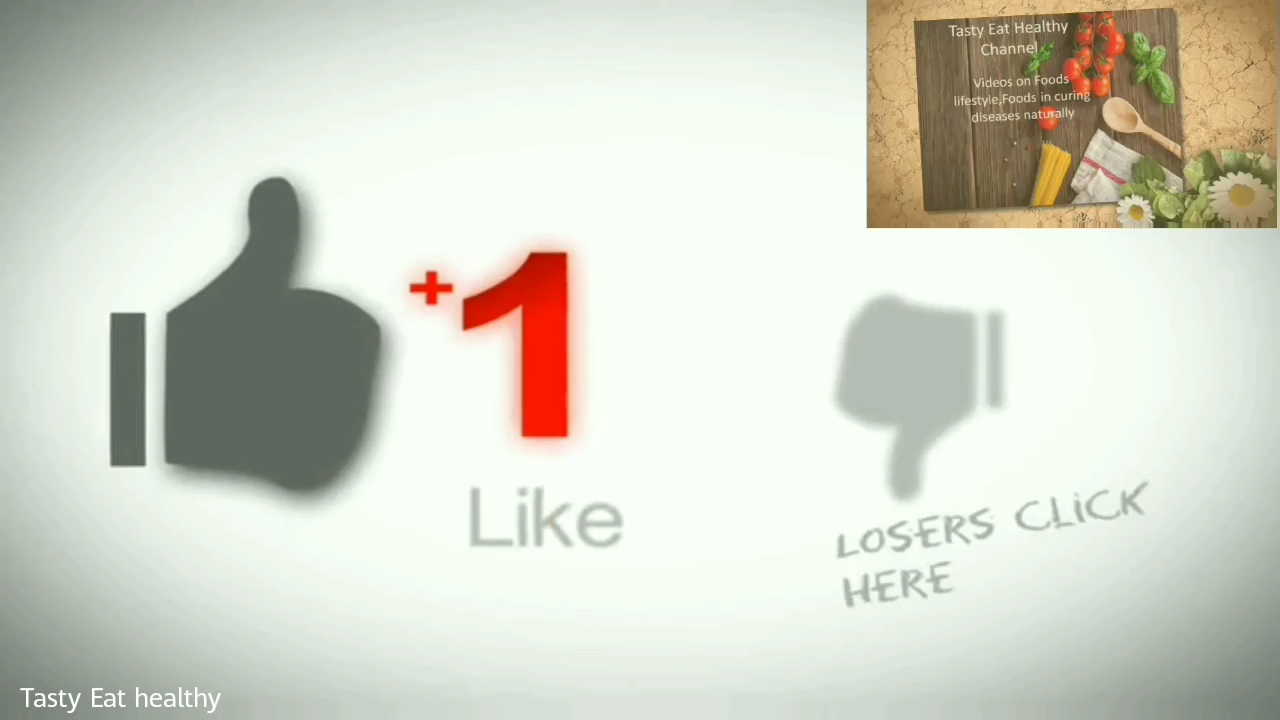 Tasty Eat Healthy
Channel
Videos on Foods
lifestyle,Foods in curing
diseases naturally
+1
Like
LOSERS CLiCK
HERE
Tasty Eat healthy